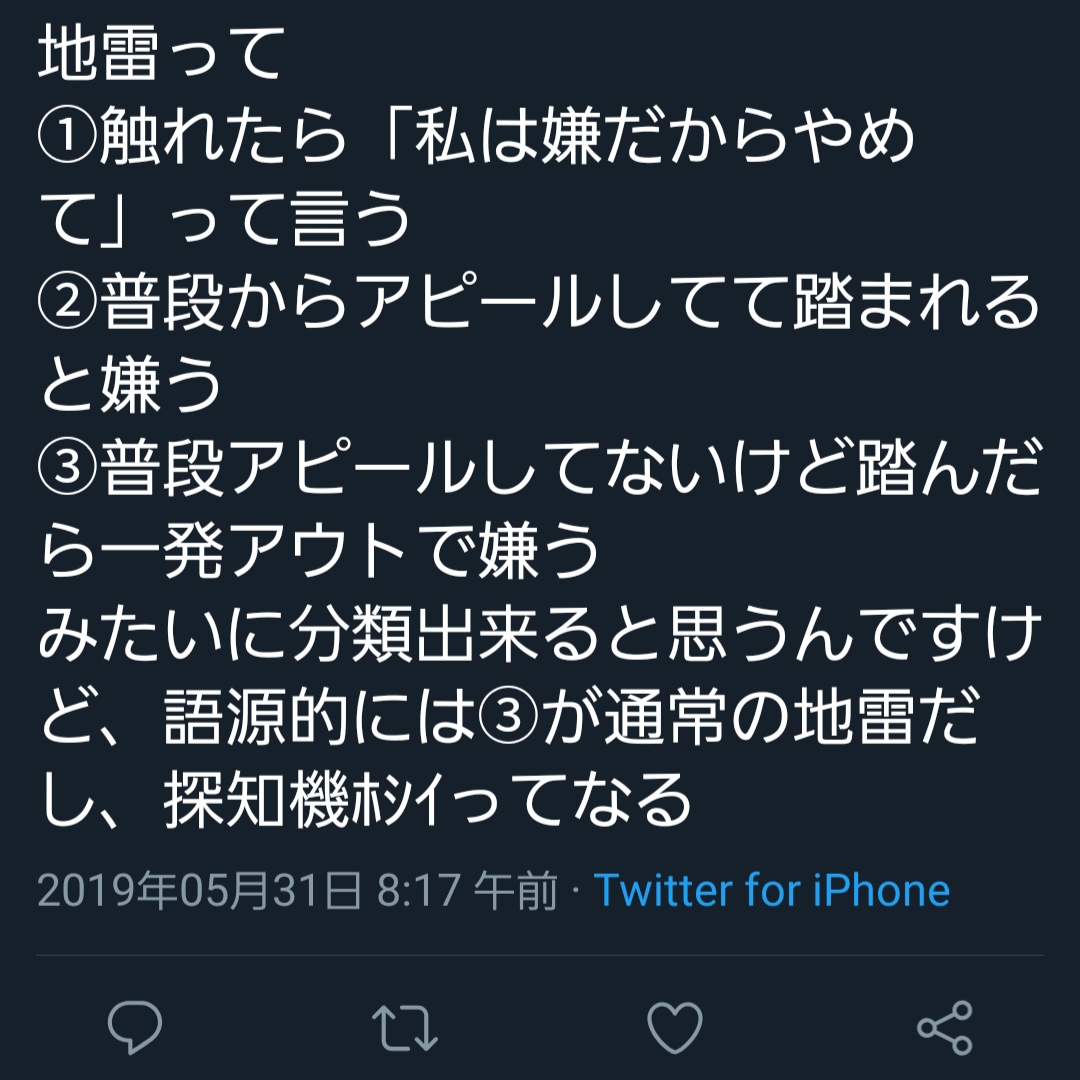 地雷って
①触れたら「私は嫌だからやめ
て」って言う
②普段からアピールしてて踏まれる
と嫌う
③普段アピールしてないけど踏んだ
ら一発アウトで嫌う
みたいに分類出来ると思うんですけ
ど、語源的には③が通常の地雷だ
し、探知機ﾎｼｲってなる
2019年05月31日 8:17 午前 · Twitter for iPhone